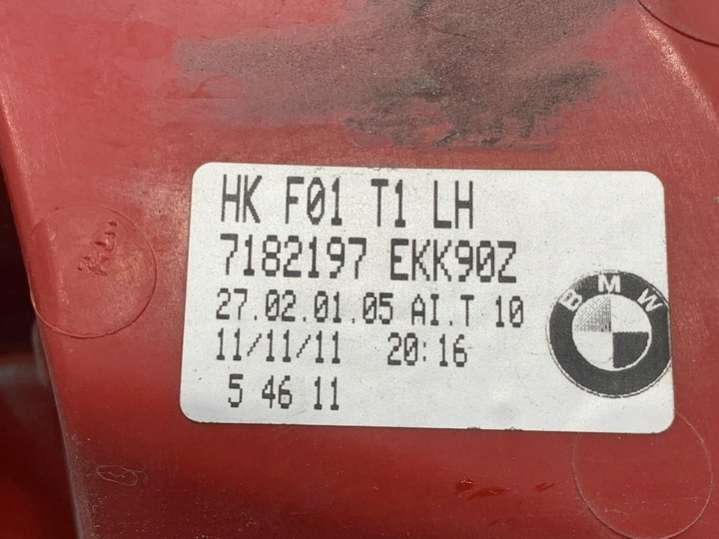 HK F01 T1 LH
7182197 EKK90Z
27.02.01.05 AI.T 10
11/11/11 20:16
5 46 11
BMW